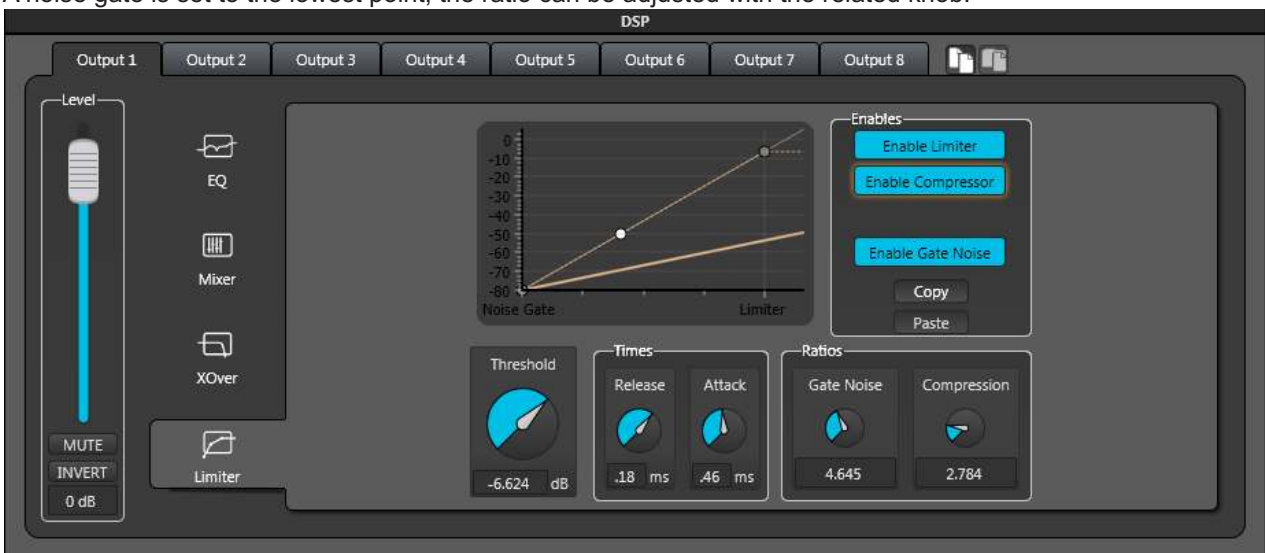 A noise gate is set to the lowest point, the ratio can be adjusted with the related knob.
DSP
Output 1 Output 2 Output 3 Output 4 Output 5 Output 6 Output 7 Output 8
Level
MUTE
INVERT
0 dB
EQ
Mixer
XOver
Limiter
0
-10
-20
-30
-40
-50
-60
-70
-80
Noise Gate Limiter
Enables
Enable Limiter
Enable Compressor
Enable Gate Noise
Copy
Paste
Threshold
-6.624 dB
Times
Release Attack
.18 ms .46 ms
Ratios
Gate Noise Compression
4.645 2.784